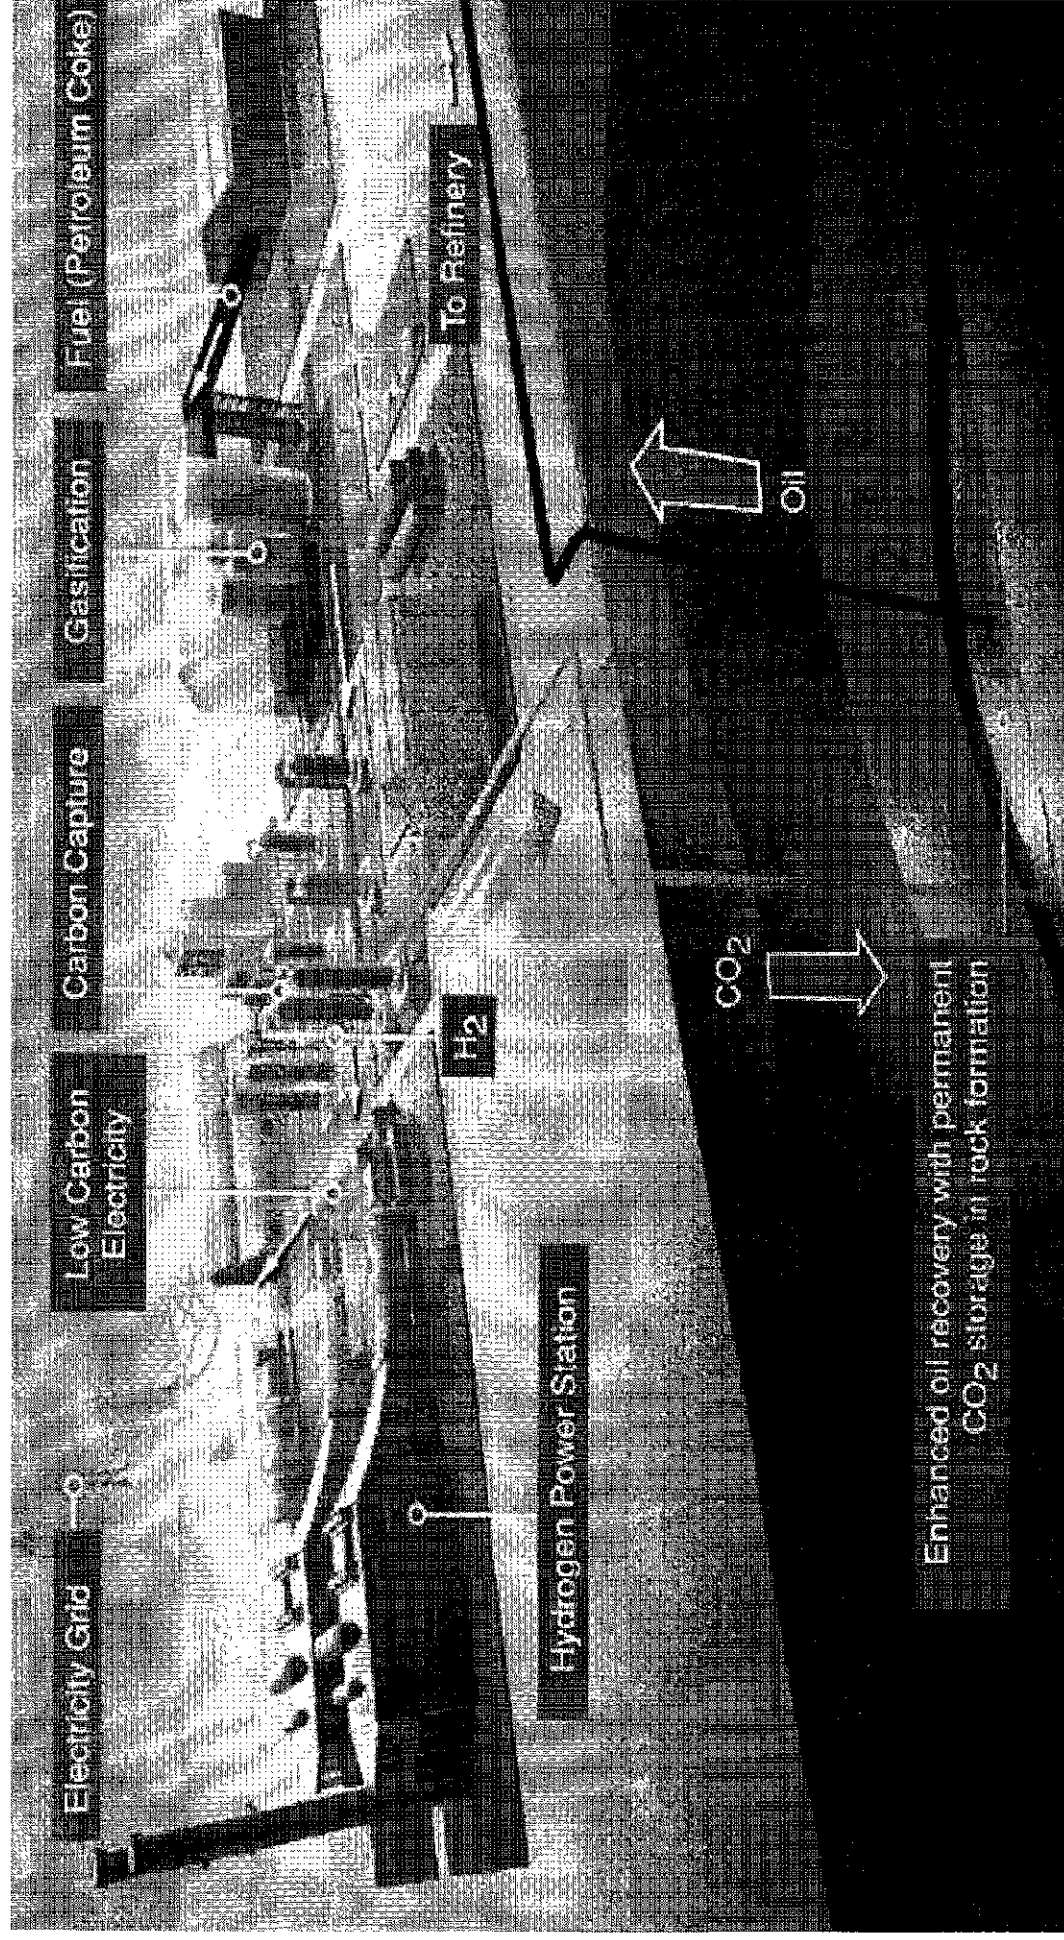 Electricity Grid
Low Carbon
Electricity
Carbon Capture
Gasification
Fuel (Petroleum Coke)
H2
To Refinery
Hydrogen Power Station
CO2
Oil
Enhanced oil recovery with permanent
CO2 storage in rock formation